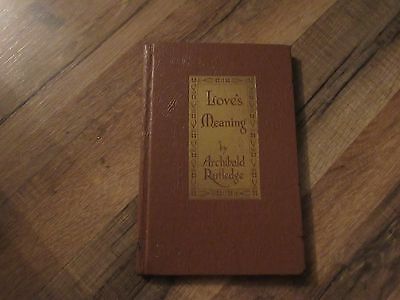 Love's
Meaning
by
Archibald
Rutledge